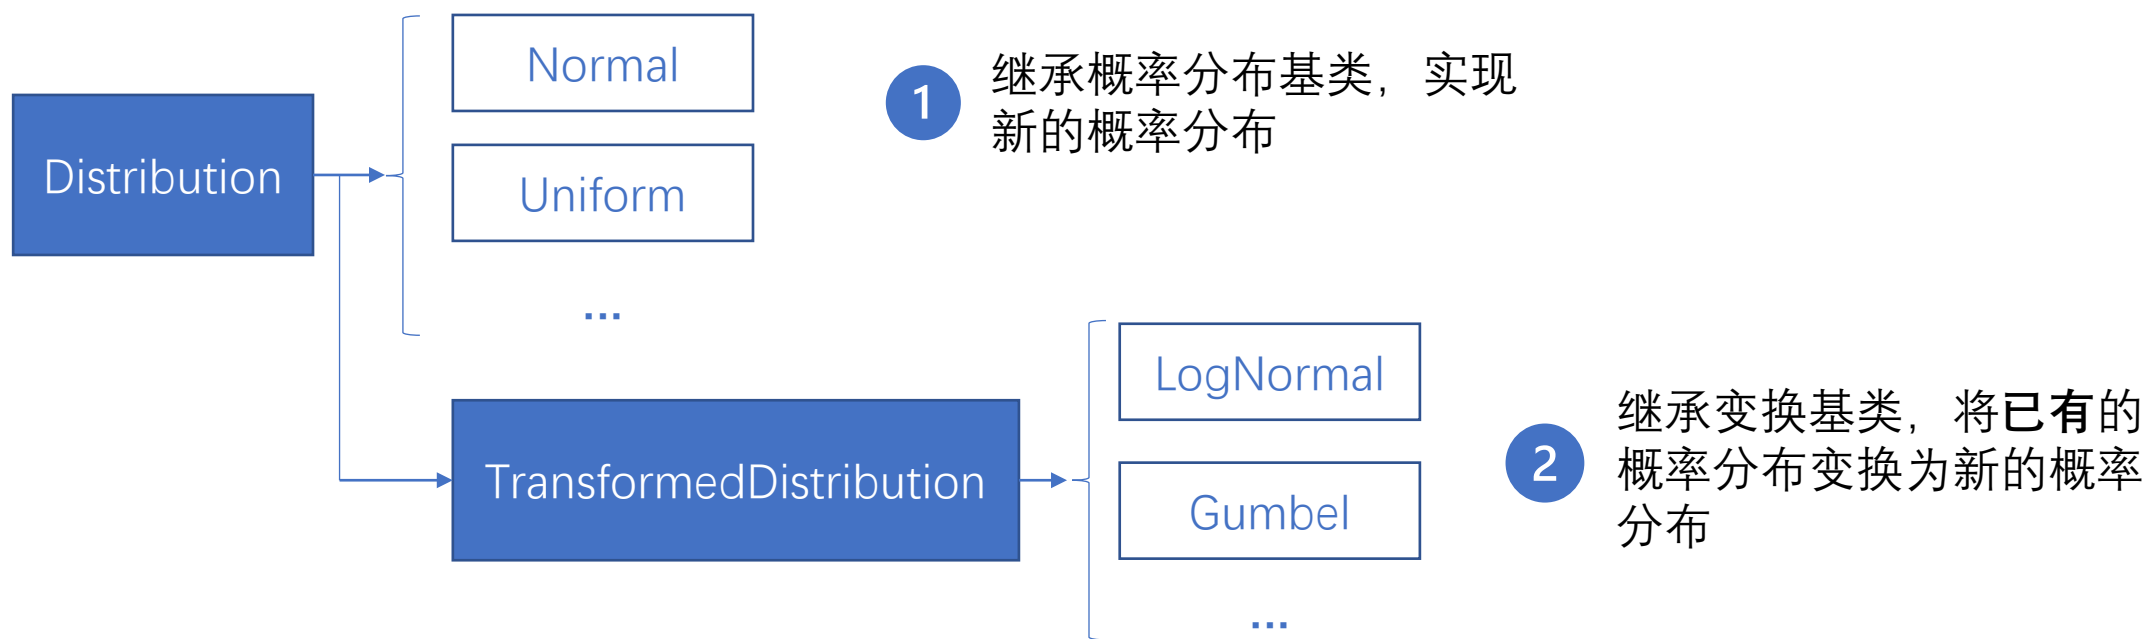 Distribution
Normal
Uniform
...
1
继承概率分布基类，实现
新的概率分布
TransformedDistribution
LogNormal
Gumbel
...
2
继承变换基类，将已有的
概率分布变换为新的概率
分布